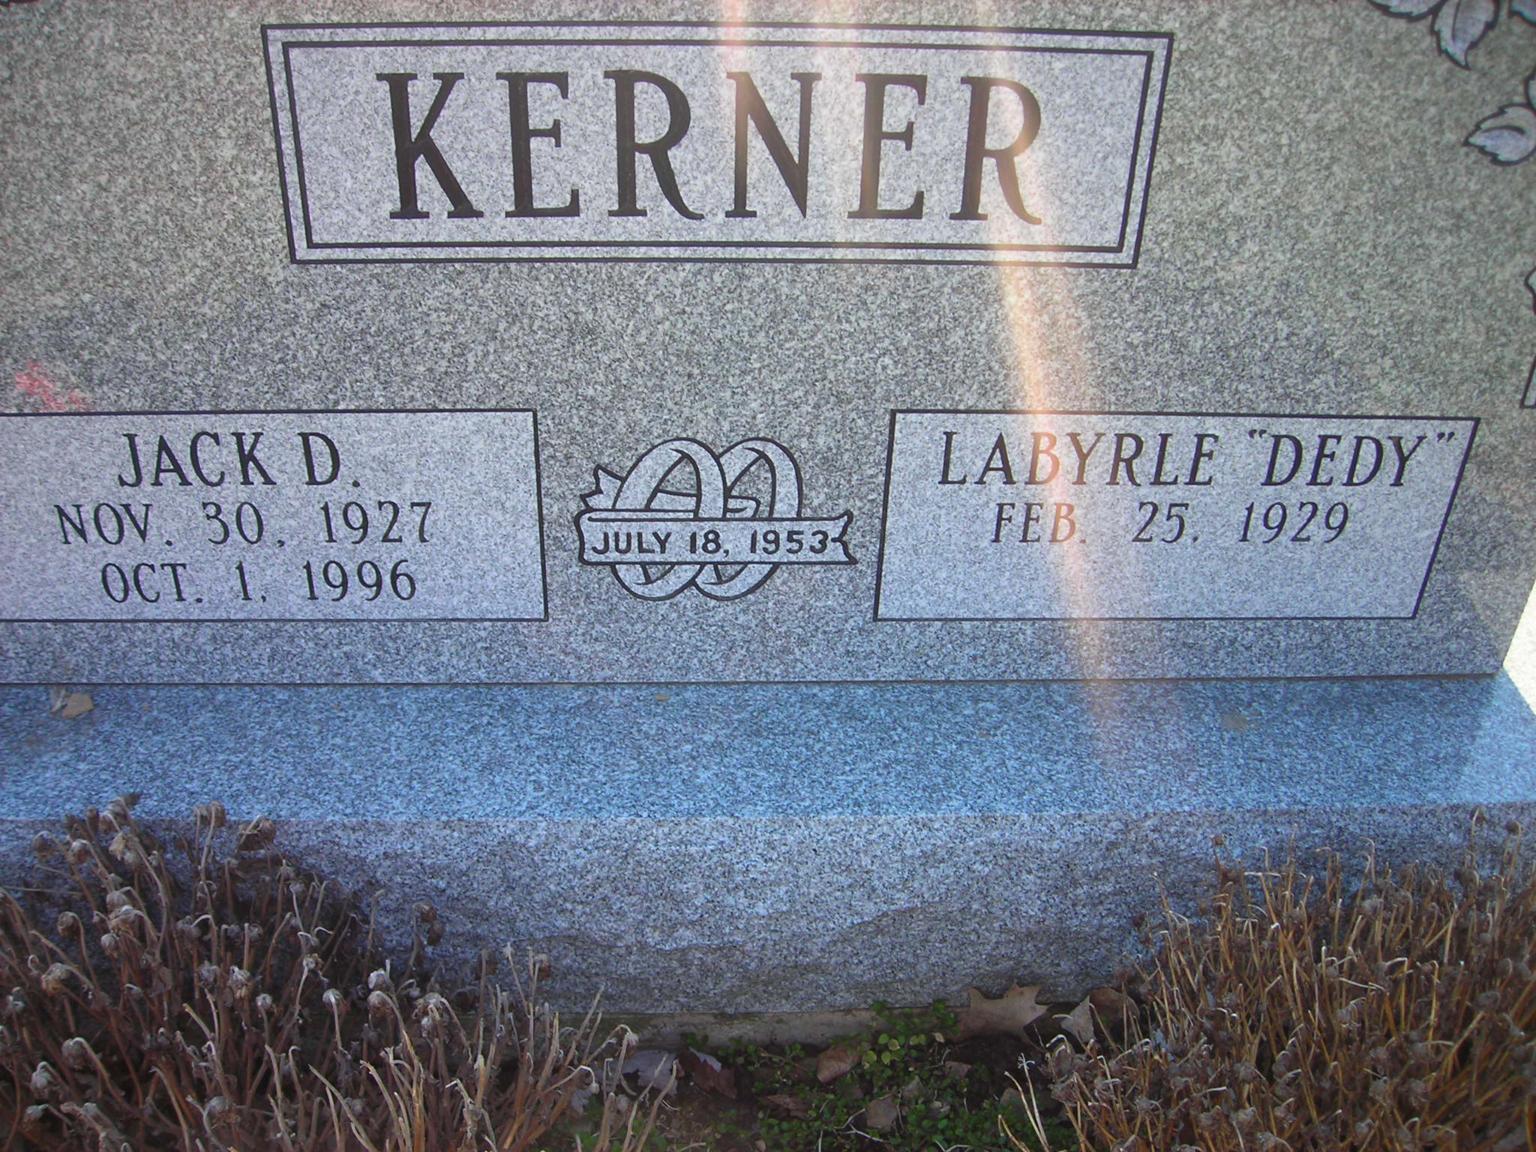 KERNER
JACK D.
NOV. 30, 1927
OCT. 1, 1996
JULY 18, 1953
LABYRLE "DEDY"
FEB. 25, 1929